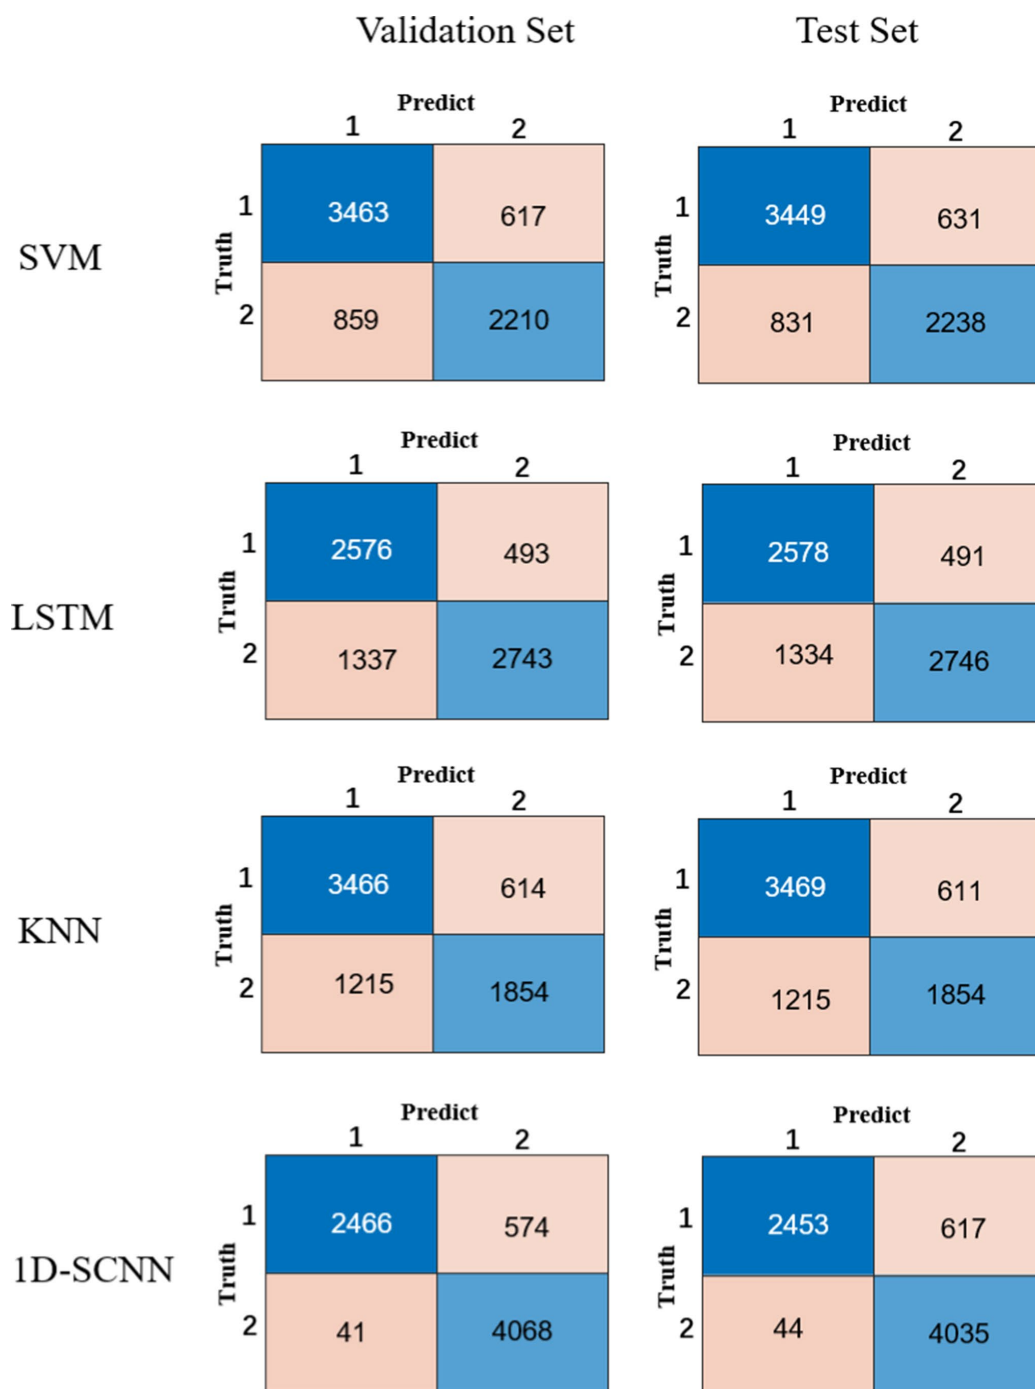 Validation Set Test Set
Predict Predict
1 2 1 2
SVM Truth 1 3463 617 Truth 1 3449 631
2 859 2210 2 831 2238
Predict Predict
1 2 1 2
LSTM Truth 1 2576 493 Truth 1 2578 491
2 1337 2743 2 1334 2746
Predict Predict
1 2 1 2
KNN Truth 1 3466 614 Truth 1 3469 611
2 1215 1854 2 1215 1854
Predict Predict
1 2 1 2
1D-SCNN Truth 1 2466 574 Truth 1 2453 617
2 41 4068 2 44 4035